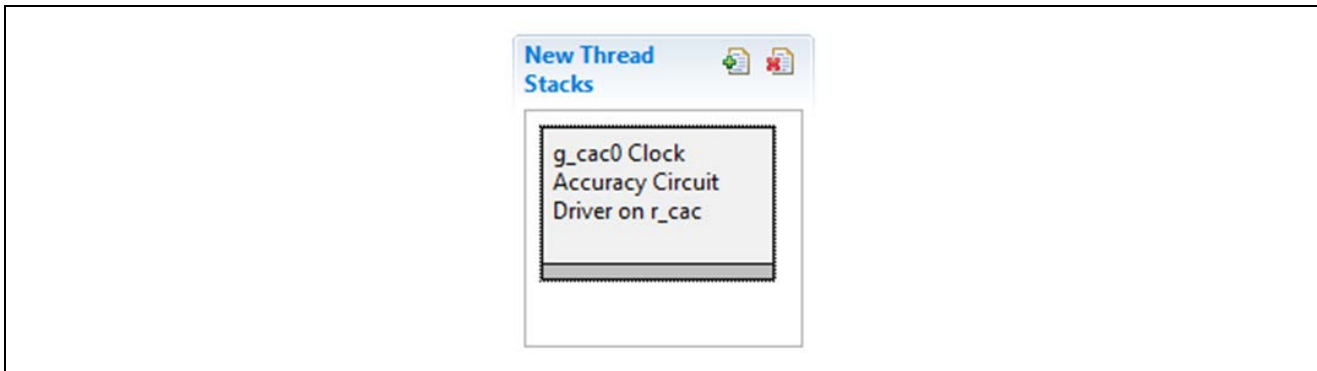 New Thread
Stacks
g_cac0 Clock
Accuracy Circuit
Driver on r_cac